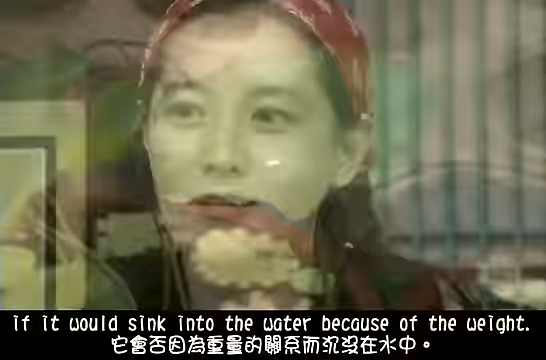 if it would sink into the water because of the weight.
它會否因為重量的關系而沉沒在水中。